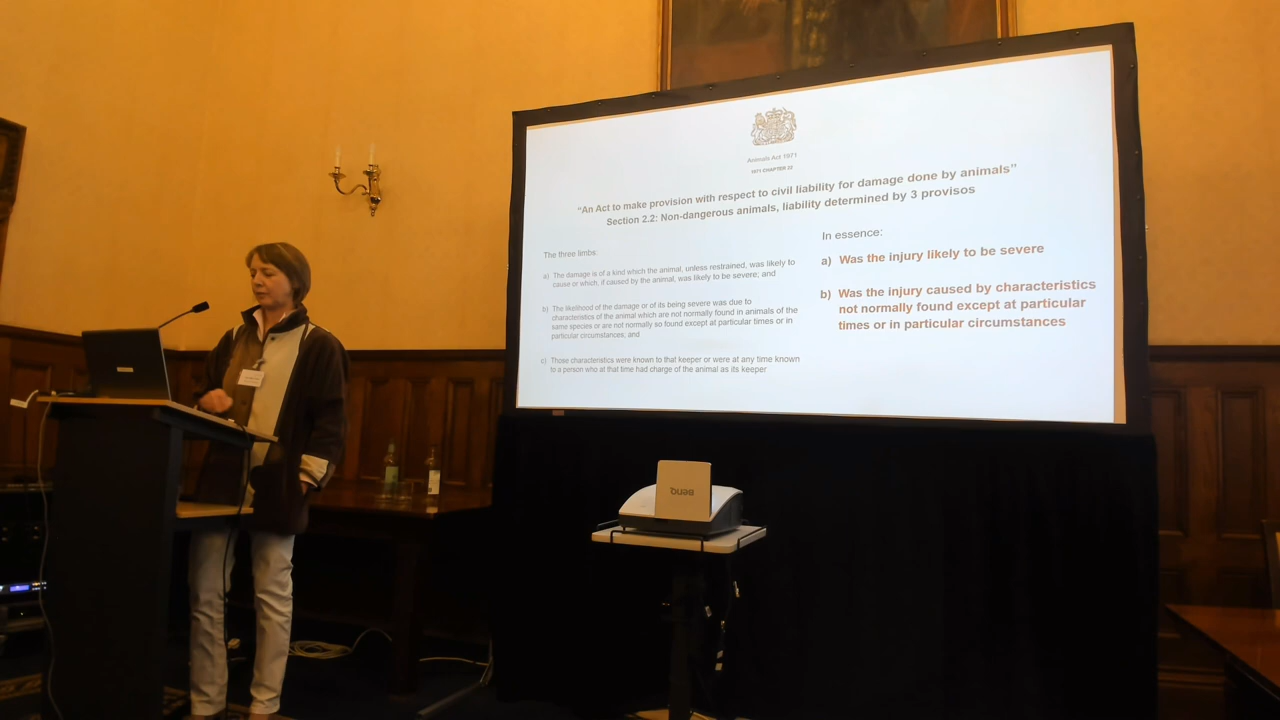 Animals Act 1971
1971 CHAPTER 22
"An Act to make provision with respect to civil liability for damage done by animals"
Section 2.2: Non-dangerous animals, liability determined by 3 provisos
The three limbs:
a) The damage is of a kind which the animal, unless restrained, was likely to
cause or which, if caused by the animal, was likely to be severe; and
b) The likelihood of the damage or of its being severe was due to
characteristics of the animal which are not normally found in animals of the
same species or are not normally so found except at particular times or in
particular circumstances; and
c) Those characteristics were known to that keeper or were at any time known
to a person who at that time had charge of the animal as its keeper
In essence:
a) Was the injury likely to be severe
b) Was the injury caused by characteristics
not normally found except at particular
times or in particular circumstances
BenQ